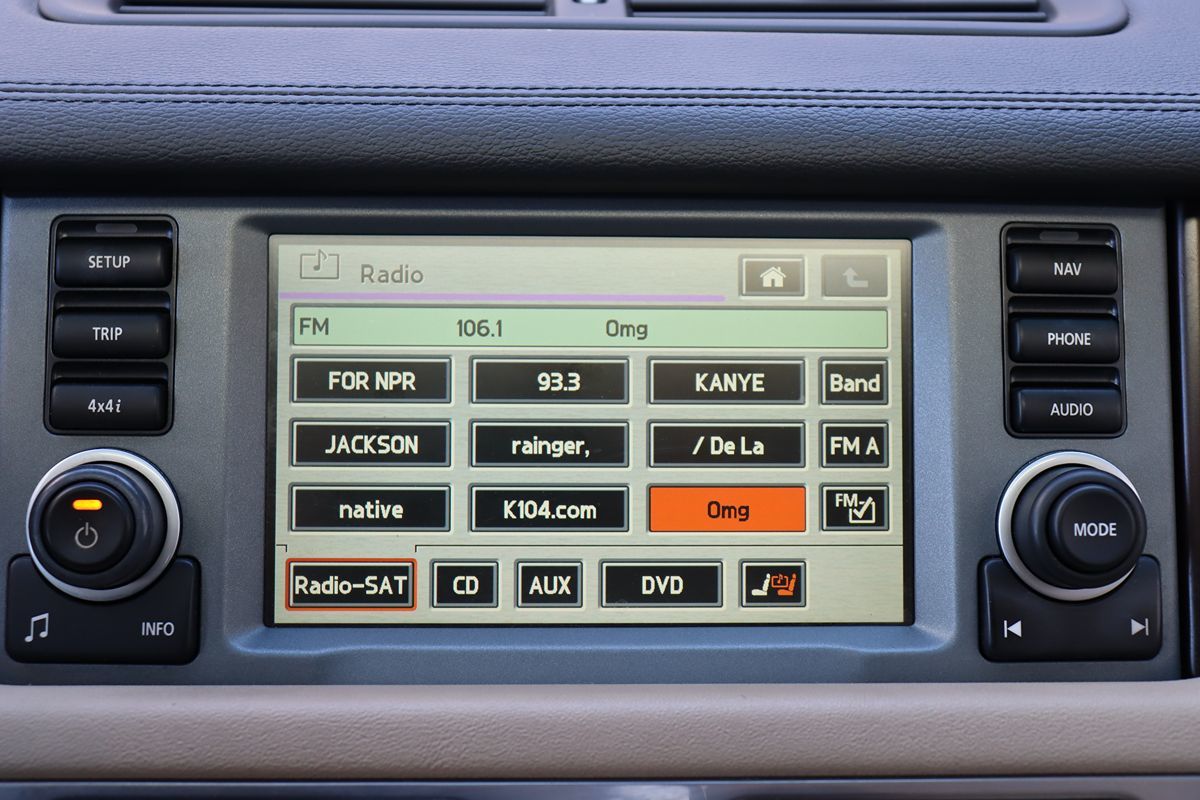 SETUP
TRIP
4x4i
INFO
Radio
FM 106.1 Omg
FOR NPR 93.3 KANYE Band
JACKSON rainger, / De La FM A
native K104.com Omg FM
Radio-SAT CD AUX DVD
NAV
PHONE
AUDIO
MODE